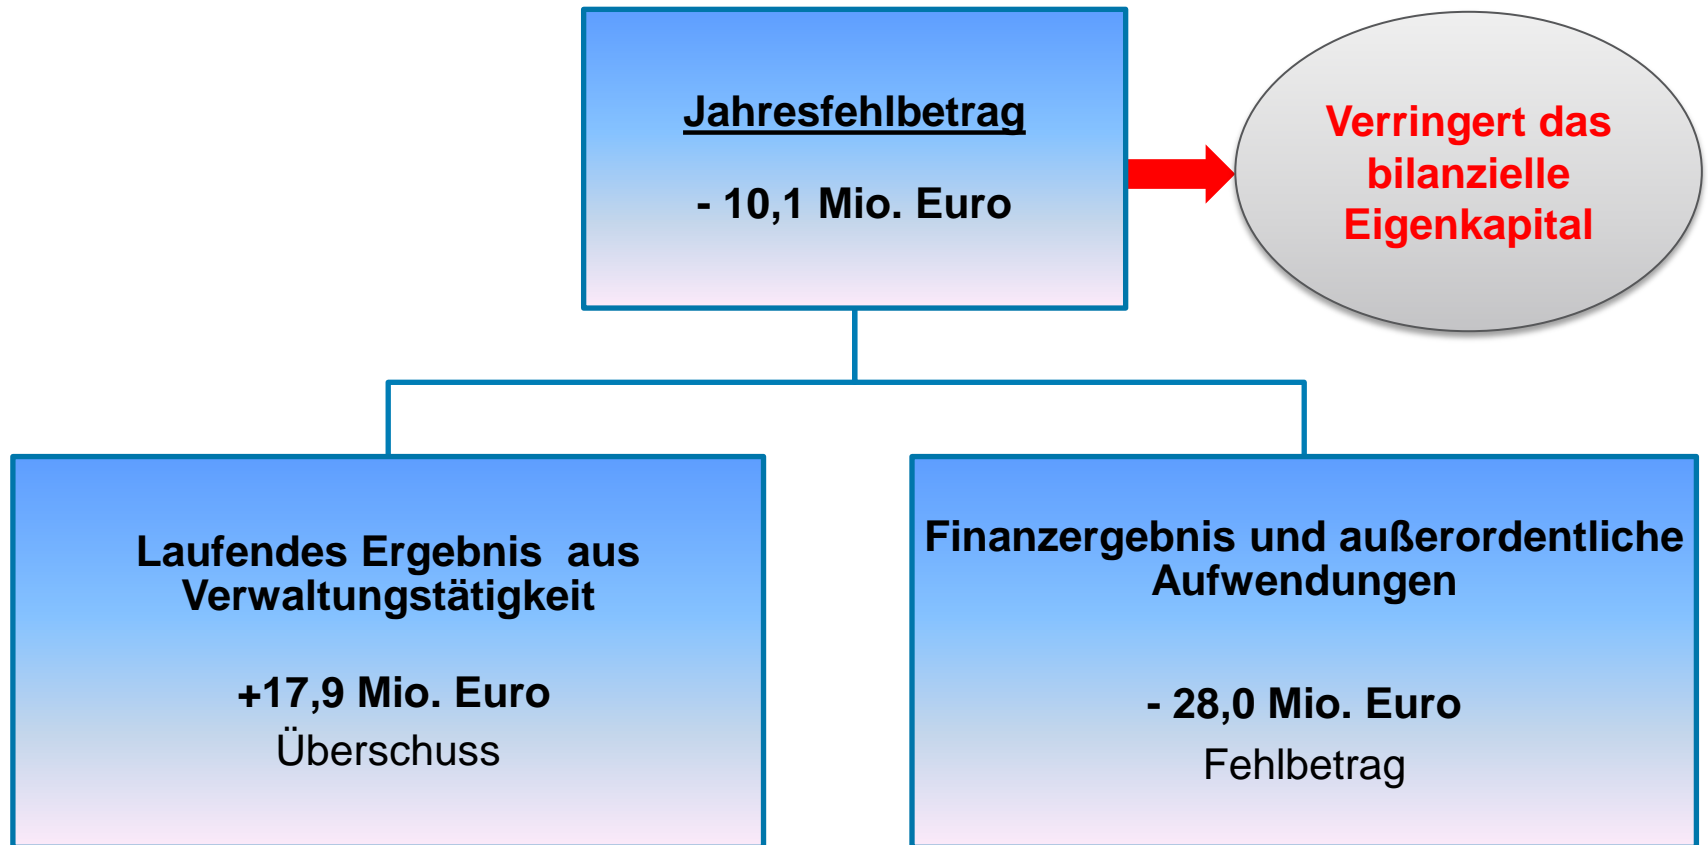 Jahresfehlbetrag
- 10,1 Mio. Euro
Verringert das
bilanzielle
Eigenkapital
Laufendes Ergebnis  aus
Verwaltungstätigkeit
+17,9 Mio. Euro
Überschuss
Finanzergebnis und außerordentliche
Aufwendungen
- 28,0 Mio. Euro
Fehlbetrag